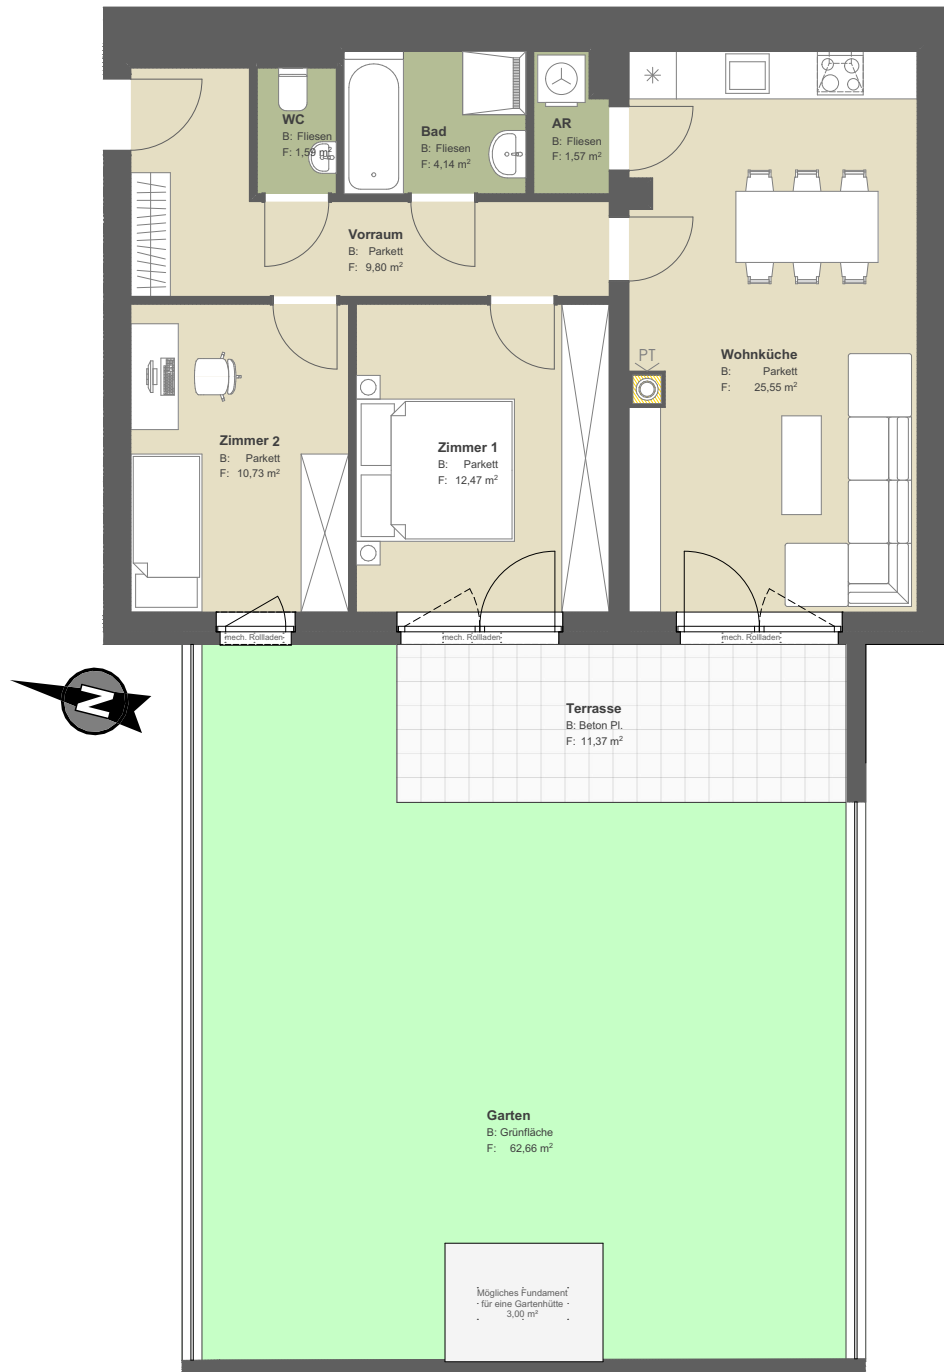 WC
B: Fliesen
F: 1,59 m²
Bad
B: Fliesen
F: 4,14 m²
AR
B: Fliesen
F: 1,57 m²
Vorraum
B: Parkett
F: 9,80 m²
PT
Wohnküche
B: Parkett
F: 25,55 m²
Zimmer 2
B: Parkett
F: 10,73 m²
Zimmer 1
B: Parkett
F: 12,47 m²
mech. Rollladen
mech. Rollladen
mech. Rollladen
N
Terrasse
B: Beton Pl.
F: 11,37 m²
Garten
B: Grünfläche
F: 62,66 m²
Mögliches Fundament
für eine Gartenhütte
3,00 m²